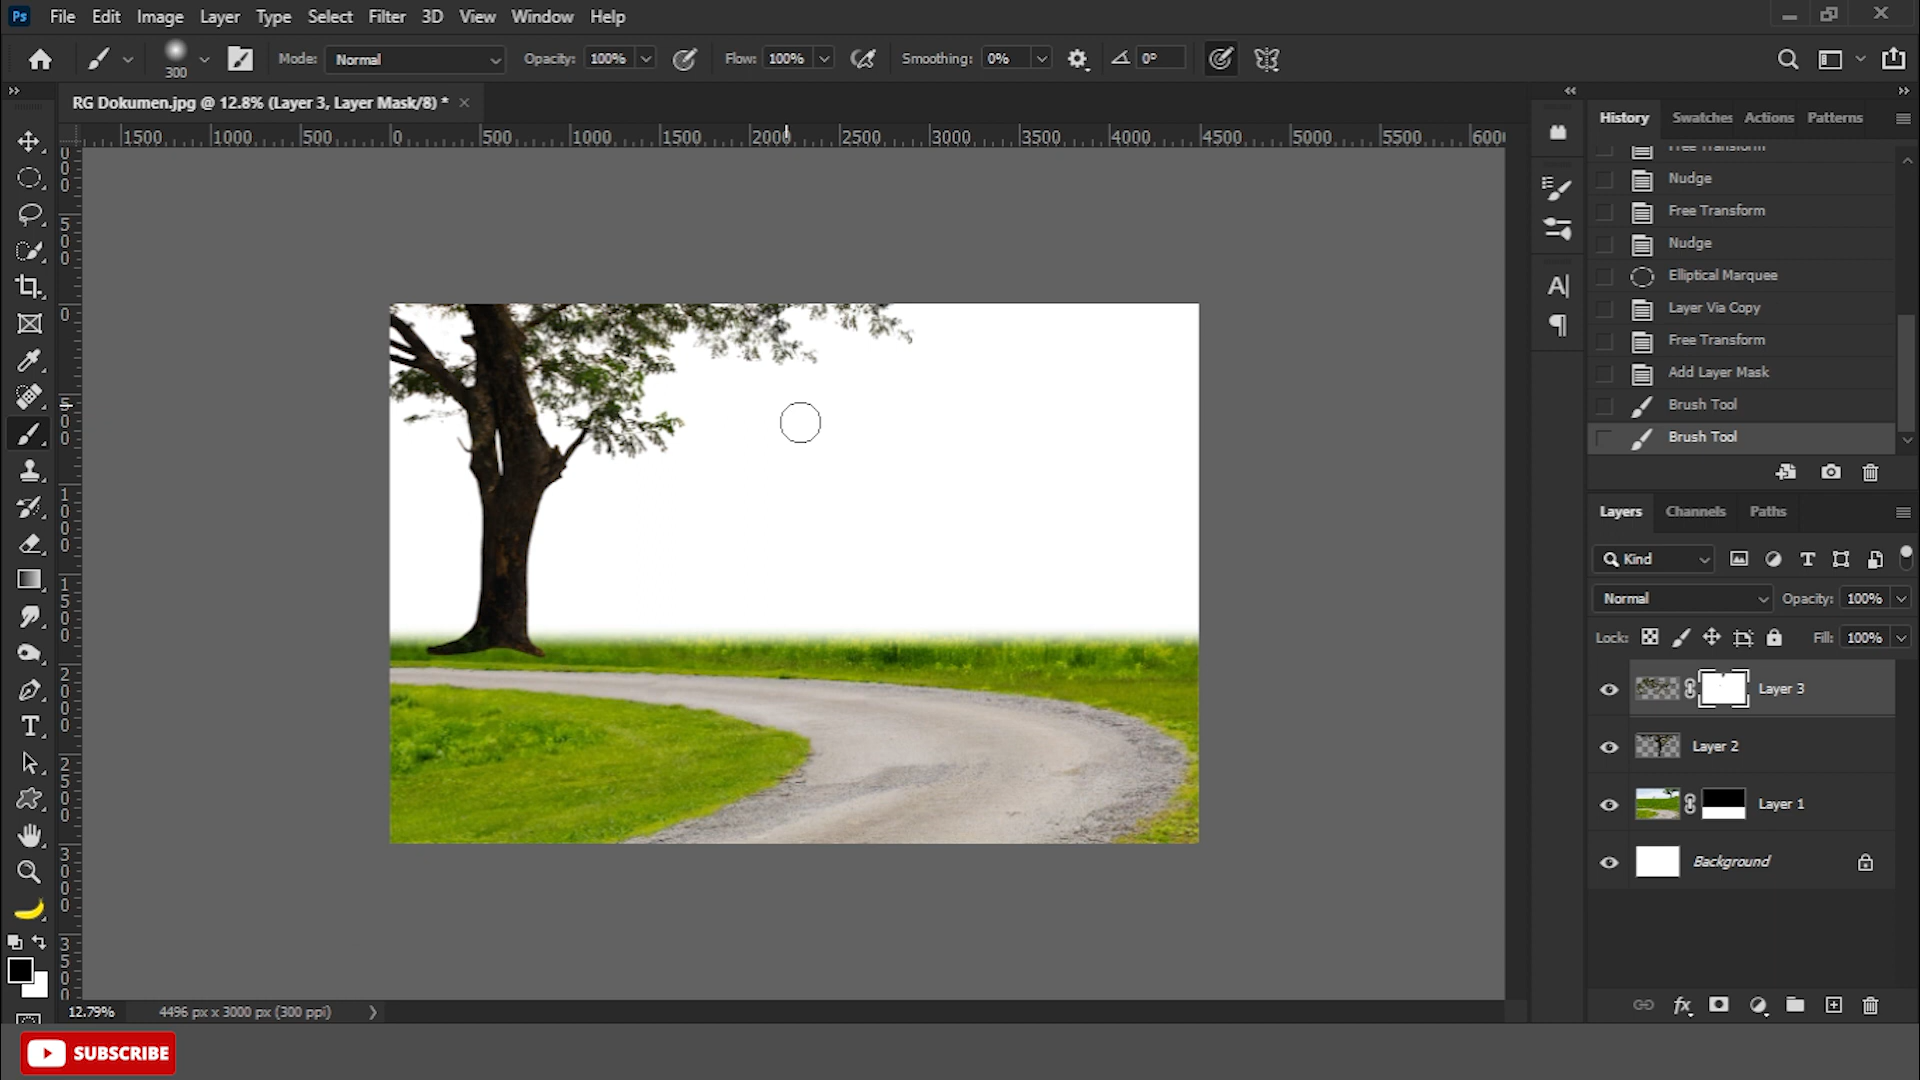 Ps File Edit Image Layer Type Select Filter 3D View Window Help
300 Mode: Normal Opacity: 100% Flow: 100% Smoothing: 0% 0°
RG Dokumen.jpg @ 12.8% (Layer 3, Layer Mask/8) *
1500 1000 500 0 500 1000 1500 2000 2500 3000 3500 4000 4500 5000 5500
History Swatches Actions Patterns
Free Transform
Nudge
Free Transform
Nudge
Elliptical Marquee
Layer Via Copy
Free Transform
Add Layer Mask
Brush Tool
Brush Tool
Layers Channels Paths
Kind
Normal Opacity: 100%
Lock: Fill: 100%
Layer 3
Layer 2
Layer 1
Background
12.79% 4496 px x 3000 px (300 ppi)
SUBSCRIBE